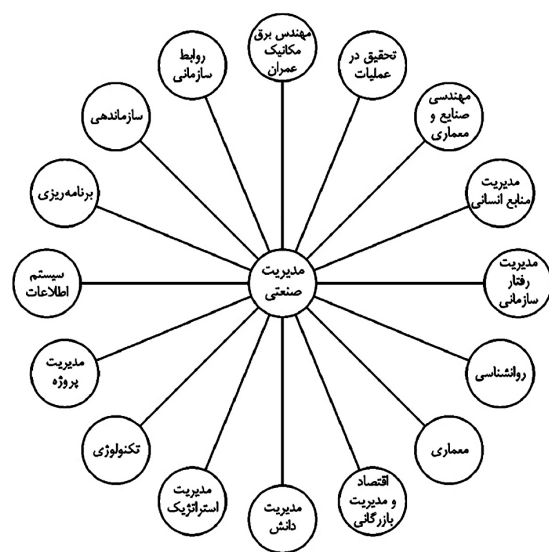 مهندس برق
مکانیک
عمران
تحقیق در
عملیات
مهندسی
صنایع و
معماری
مدیریت
منابع انسانی
مدیریت
رفتار
سازمانی
روانشناسی
معماری
اقتصاد
و مدیریت
بازرگانی
مدیریت
دانش
مدیریت
استراتژیک
تکنولوژی
مدیریت
پروژه
سیستم
اطلاعات
برنامه‌ریزی
سازماندهی
روابط
سازمانی
مدیریت
صنعتی